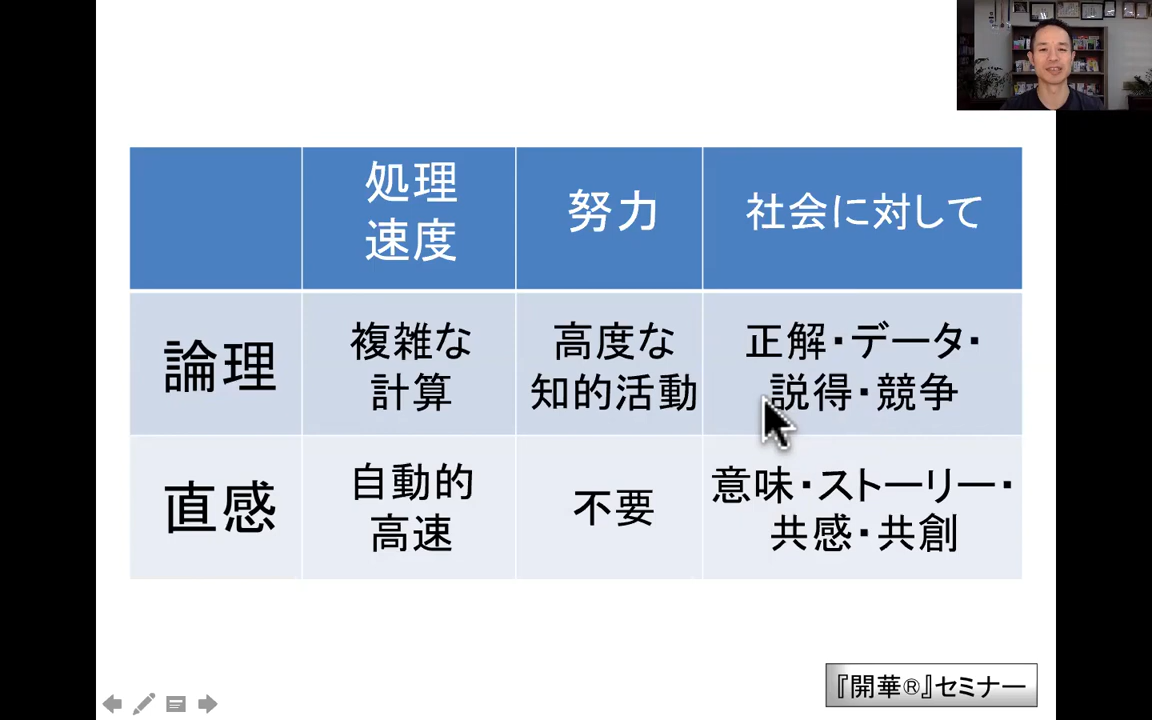 処理
速度
努力
社会に対して
論理
複雑な
計算
高度な
知的活動
正解・データ・
説得・競争
直感
自動的
高速
不要
意味・ストーリー・
共感・共創
『開華®』セミナー